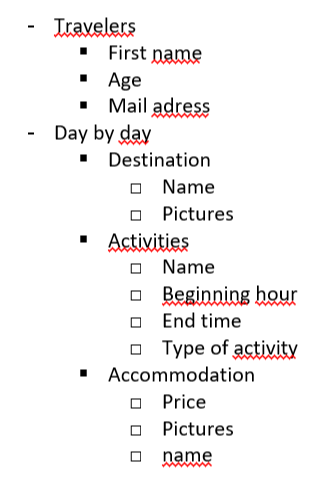 - Travelers
▪ First name
▪ Age
▪ Mail adress
- Day by day
▪ Destination
□ Name
□ Pictures
▪ Activities
□ Name
□ Beginning hour
□ End time
□ Type of activity
▪ Accommodation
□ Price
□ Pictures
□ name